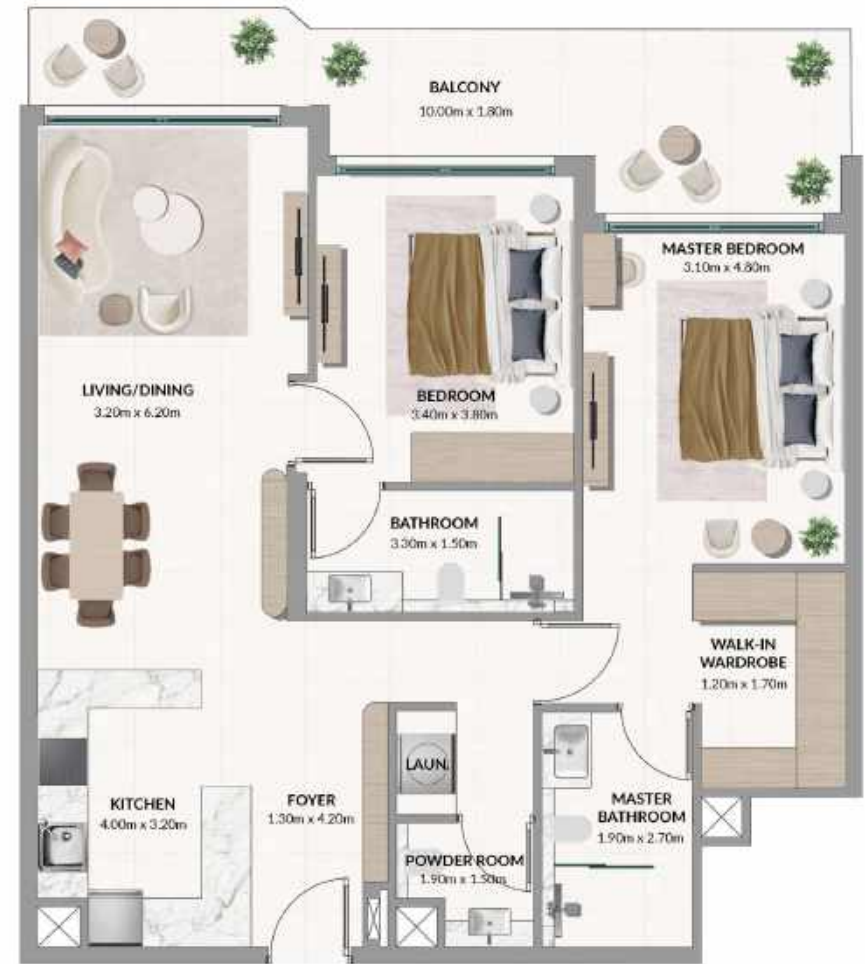 BALCONY
10.00m x 1.80m
MASTER BEDROOM
3.10m x 4.80m
LIVING/DINING
3.20m x 6.20m
BEDROOM
3.40m x 3.80m
BATHROOM
3.30m x 1.50m
WALK-IN
WARDROBE
1.20m x 1.70m
LAUN.
KITCHEN
4.00m x 3.20m
FOYER
1.30m x 4.20m
MASTER
BATHROOM
1.90m x 2.70m
POWDER ROOM
1.90m x 1.50m